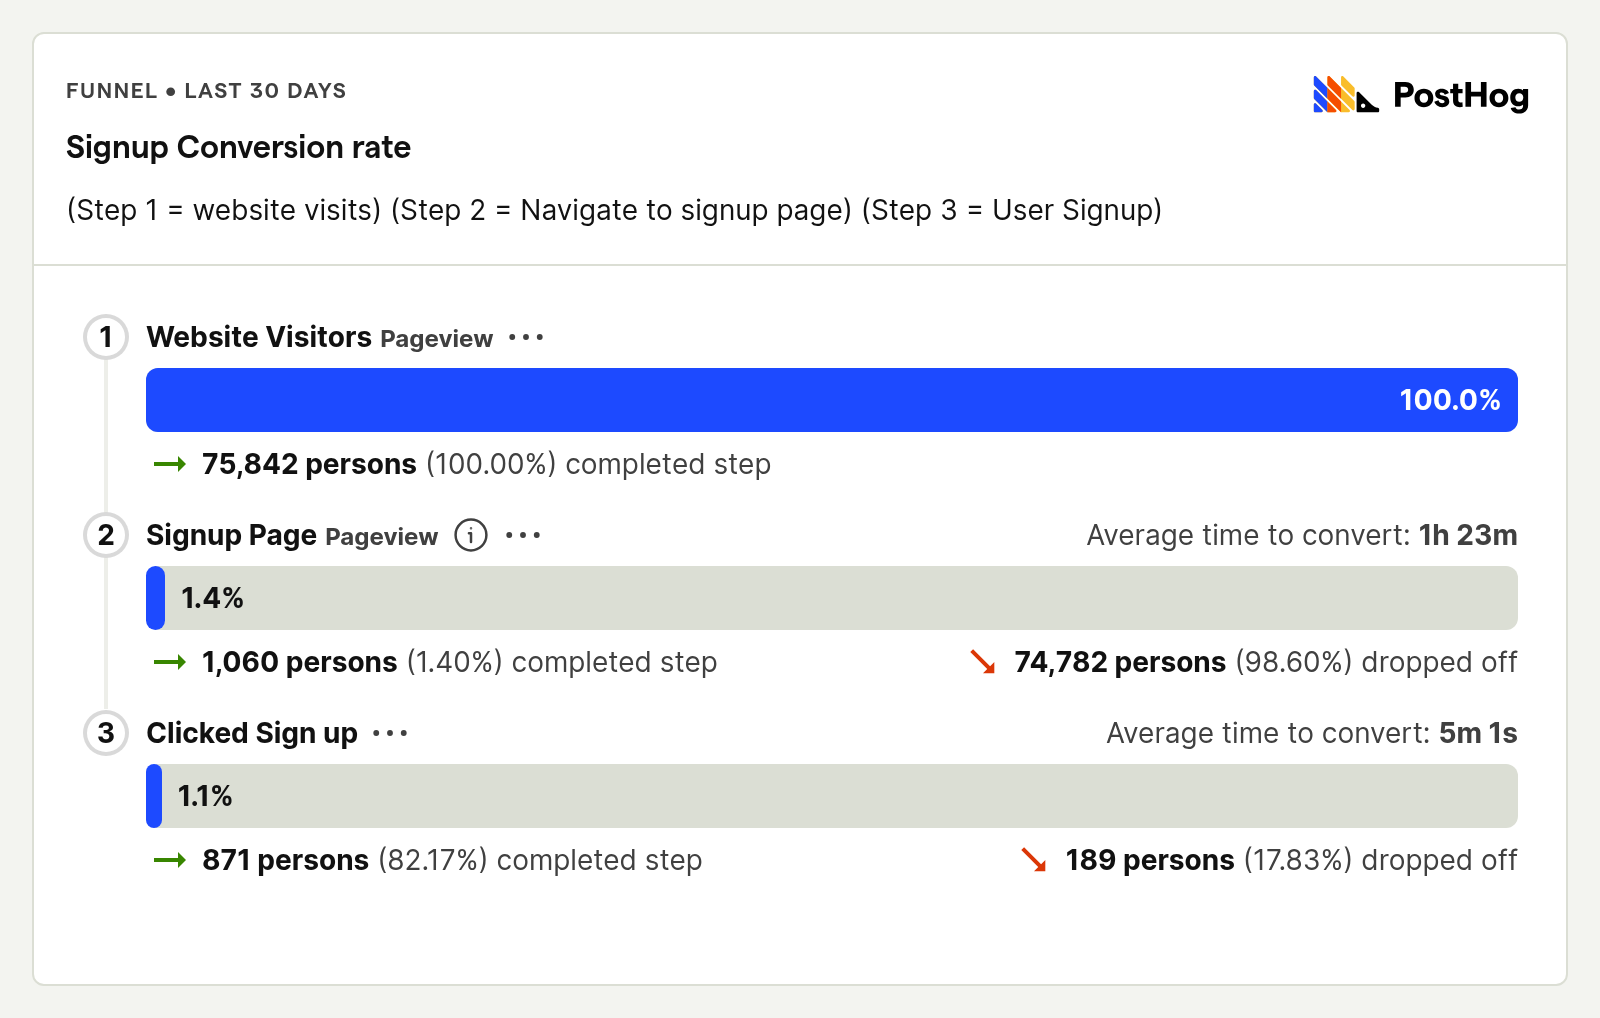 FUNNEL • LAST 30 DAYS
PostHog
Signup Conversion rate
(Step 1 = website visits) (Step 2 = Navigate to signup page) (Step 3 = User Signup)
1 Website Visitors Pageview •••
100.0%
→ 75,842 persons (100.00%) completed step
2 Signup Page Pageview i ••• Average time to convert: 1h 23m
1.4%
→ 1,060 persons (1.40%) completed step ↘ 74,782 persons (98.60%) dropped off
3 Clicked Sign up ••• Average time to convert: 5m 1s
1.1%
→ 871 persons (82.17%) completed step ↘ 189 persons (17.83%) dropped off